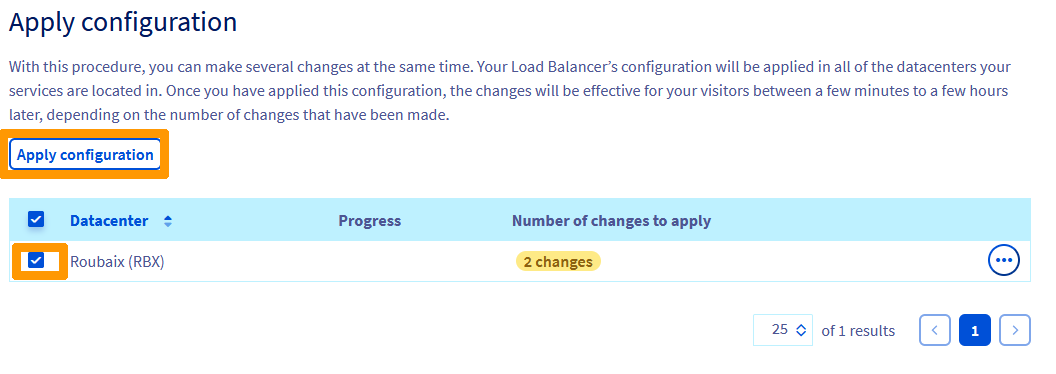 Apply configuration
With this procedure, you can make several changes at the same time. Your Load Balancer’s configuration will be applied in all of the datacenters your
services are located in. Once you have applied this configuration, the changes will be effective for your visitors between a few minutes to a few hours
later, depending on the number of changes that have been made.
Apply configuration
Datacenter Progress Number of changes to apply
Roubaix (RBX) 2 changes
25 of 1 results 1